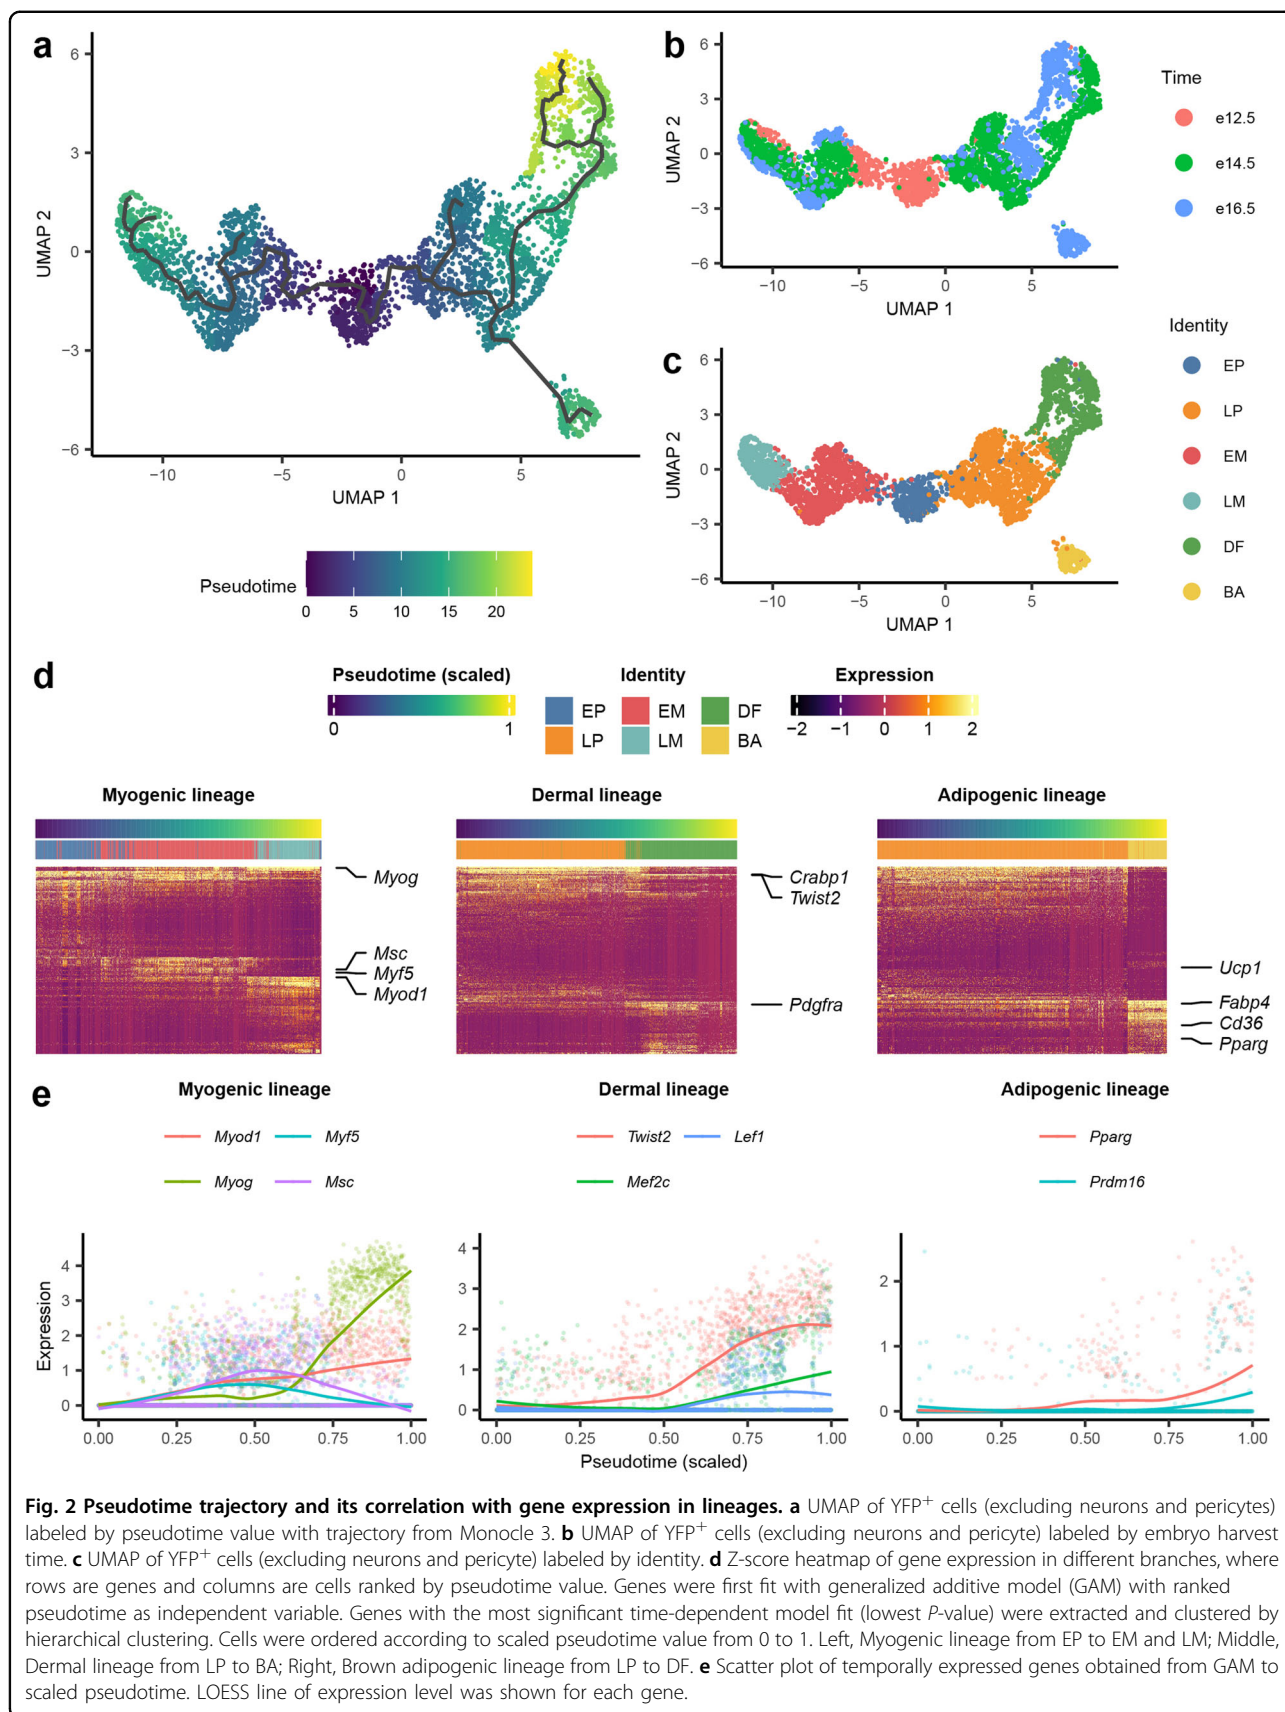 a
UMAP 2
6
3
0
−3
−6
−10
−5
0
5
UMAP 1
Pseudotime
0
5
10
15
20
b
UMAP 2
6
3
0
−3
−6
−10
−5
0
5
UMAP 1
Time
e12.5
e14.5
e16.5
c
UMAP 2
6
3
0
−3
−6
−10
−5
0
5
UMAP 1
Identity
EP
LP
EM
LM
DF
BA
d
Pseudotime (scaled)
0
1
Identity
EP
EM
DF
LP
LM
BA
Expression
−2
−1
0
1
2
Myogenic lineage
Myog
Msc
Myf5
Myod1
Dermal lineage
Crabp1
Twist2
Pdgfra
Adipogenic lineage
Ucp1
Fabp4
Cd36
Pparg
e
Myogenic lineage
Myod1
Myf5
Myog
Msc
Expression
4
3
2
1
0
0.00
0.25
0.50
0.75
1.00
Dermal lineage
Twist2
Lef1
Mef2c
4
3
2
1
0
0.00
0.25
0.50
0.75
1.00
Pseudotime (scaled)
Adipogenic lineage
Pparg
Prdm16
2
1
0
0.00
0.25
0.50
0.75
1.00
Fig. 2 Pseudotime trajectory and its correlation with gene expression in lineages. a UMAP of YFP⁺ cells (excluding neurons and pericytes)
labeled by pseudotime value with trajectory from Monocle 3. b UMAP of YFP⁺ cells (excluding neurons and pericyte) labeled by embryo harvest
time. c UMAP of YFP⁺ cells (excluding neurons and pericyte) labeled by identity. d Z-score heatmap of gene expression in different branches, where
rows are genes and columns are cells ranked by pseudotime value. Genes were first fit with generalized additive model (GAM) with ranked
pseudotime as independent variable. Genes with the most significant time-dependent model fit (lowest P-value) were extracted and clustered by
hierarchical clustering. Cells were ordered according to scaled pseudotime value from 0 to 1. Left, Myogenic lineage from EP to EM and LM; Middle,
Dermal lineage from LP to BA; Right, Brown adipogenic lineage from LP to DF. e Scatter plot of temporally expressed genes obtained from GAM to
scaled pseudotime. LOESS line of expression level was shown for each gene.